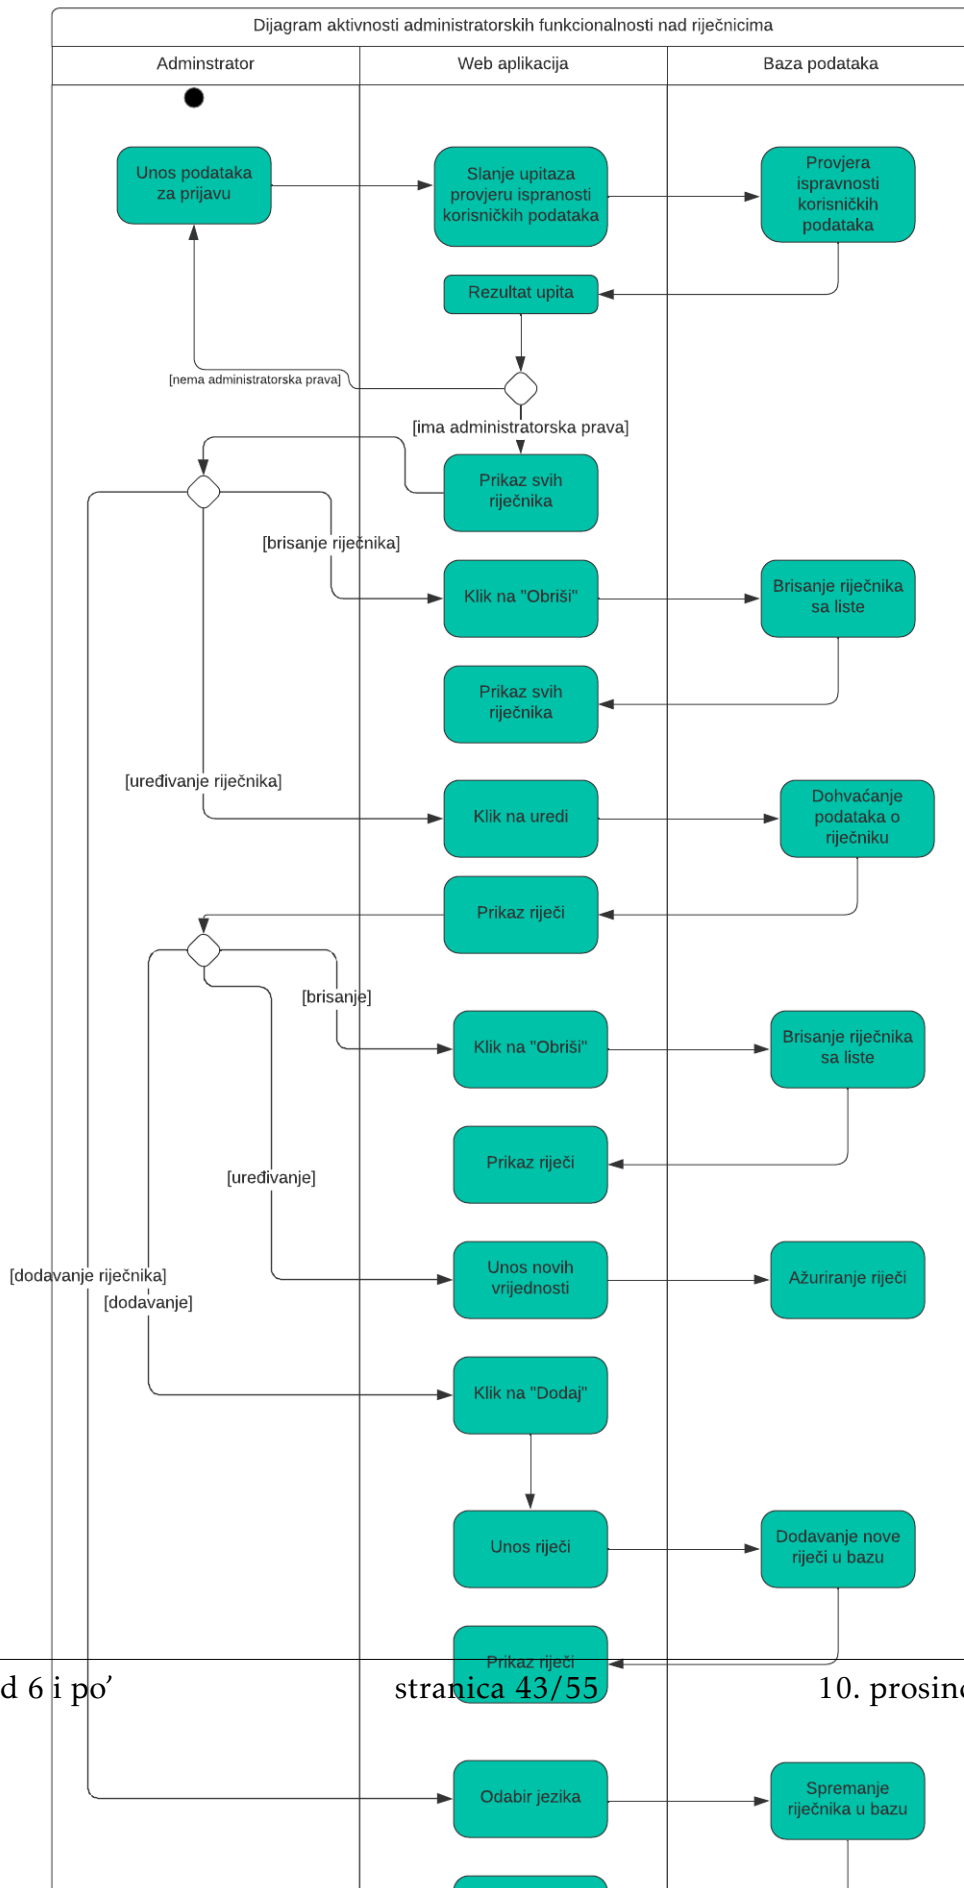 Dijagram aktivnosti administratorskih funkcionalnosti nad riječnicima
Adminstrator
Web aplikacija
Baza podataka
Unos podataka
za prijavu
Slanje upitaza
provjeru ispranosti
korisničkih podataka
Provjera
ispravnosti
korisničkih
podataka
Rezultat upita
[nema administratorska prava]
[ima administratorska prava]
Prikaz svih
riječnika
[brisanje riječnika]
Klik na "Obriši"
Brisanje riječnika
sa liste
Prikaz svih
riječnika
[uređivanje riječnika]
Klik na uredi
Dohvaćanje
podataka o
riječniku
Prikaz riječi
[brisanje]
Klik na "Obriši"
Brisanje riječnika
sa liste
Prikaz riječi
[uređivanje]
Unos novih
vrijednosti
Ažuriranje riječi
[dodavanje riječnika]
[dodavanje]
Klik na "Dodaj"
Unos riječi
Dodavanje nove
riječi u bazu
Prikaz riječi
d 6 i po’
stranica 43/55
10. prosinc
Odabir jezika
Spremanje
riječnika u bazu